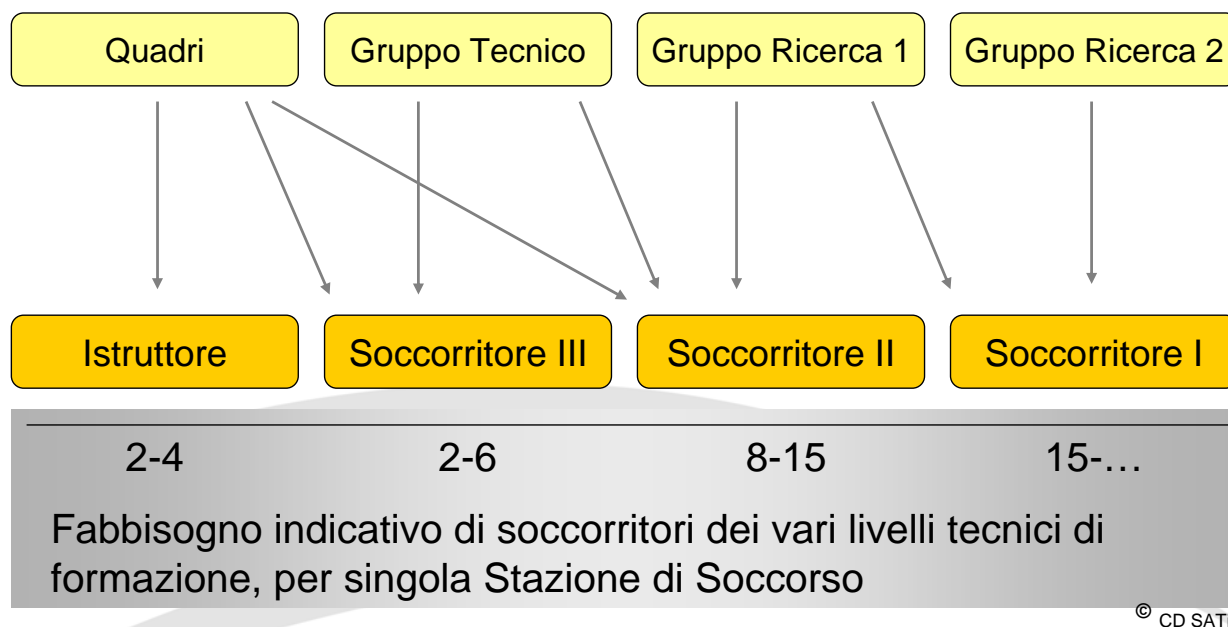 Quadri
Gruppo Tecnico
Gruppo Ricerca 1
Gruppo Ricerca 2
Istruttore
Soccorritore III
Soccorritore II
Soccorritore I
2-4
2-6
8-15
15-…
Fabbisogno indicativo di soccorritori dei vari livelli tecnici di
formazione, per singola Stazione di Soccorso
© CD SATI